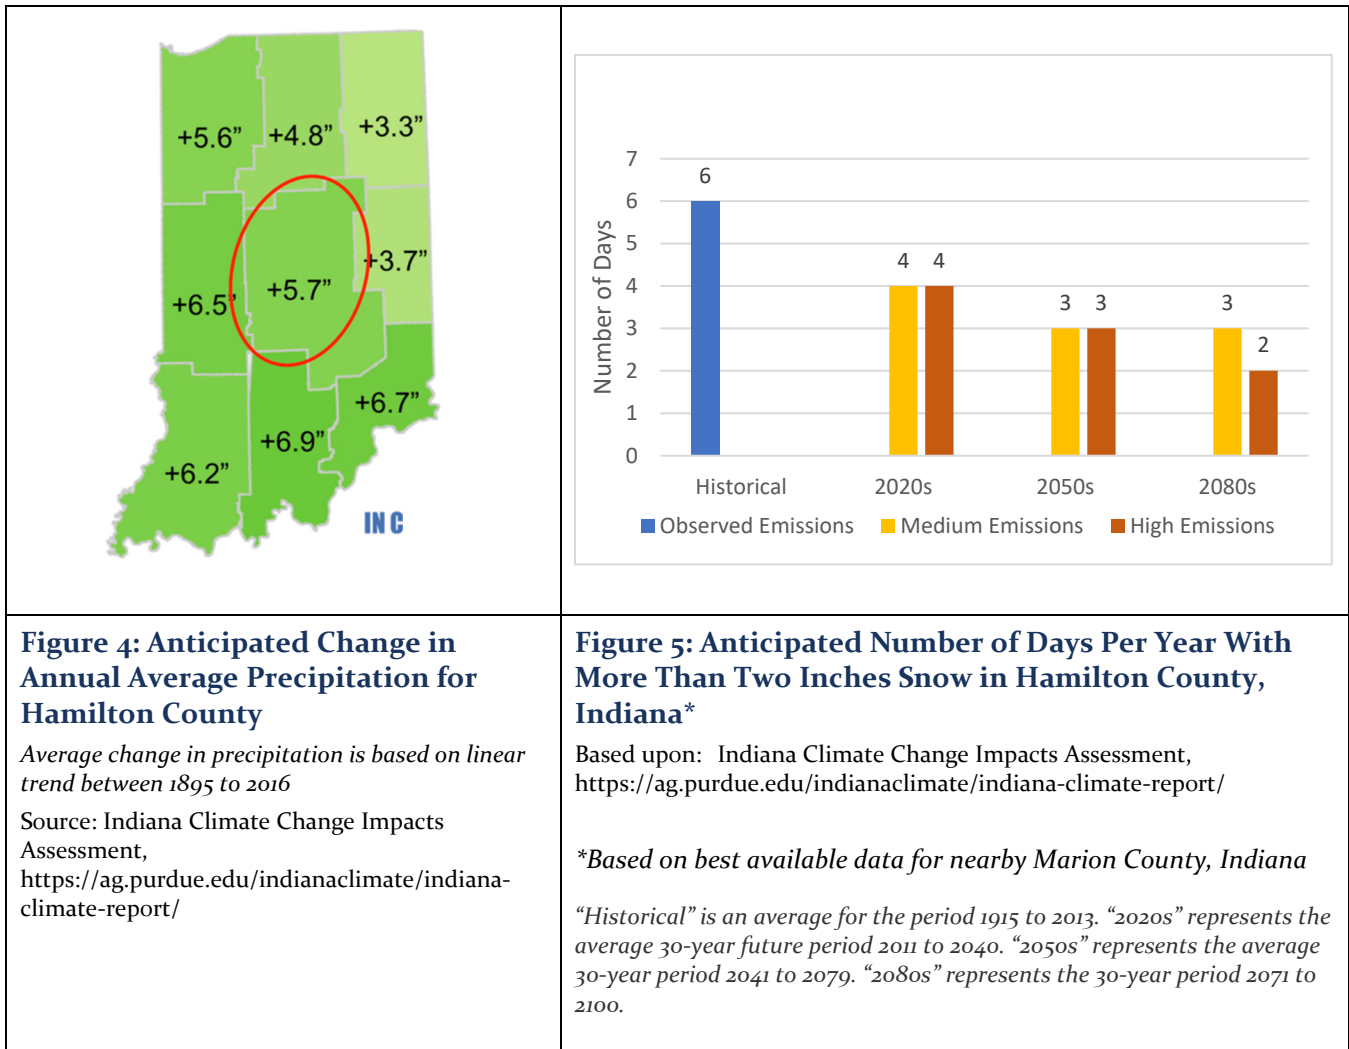 +5.6”
+4.8”
+3.3”
+3.7”
+5.7”
+6.5”
+6.7”
+6.9”
+6.2”
IN C
Number of Days
7
6
5
4
3
2
1
0
6
4
4
3
3
3
2
Historical
2020s
2050s
2080s
Observed Emissions
Medium Emissions
High Emissions
Figure 4: Anticipated Change in
Annual Average Precipitation for
Hamilton County
Average change in precipitation is based on linear
trend between 1895 to 2016
Source: Indiana Climate Change Impacts
Assessment,
https://ag.purdue.edu/indianaclimate/indiana-
climate-report/
Figure 5: Anticipated Number of Days Per Year With
More Than Two Inches Snow in Hamilton County,
Indiana*
Based upon: Indiana Climate Change Impacts Assessment,
https://ag.purdue.edu/indianaclimate/indiana-climate-report/
*Based on best available data for nearby Marion County, Indiana
“Historical” is an average for the period 1915 to 2013. “2020s” represents the
average 30-year future period 2011 to 2040. “2050s” represents the average
30-year period 2041 to 2079. “2080s” represents the 30-year period 2071 to
2100.